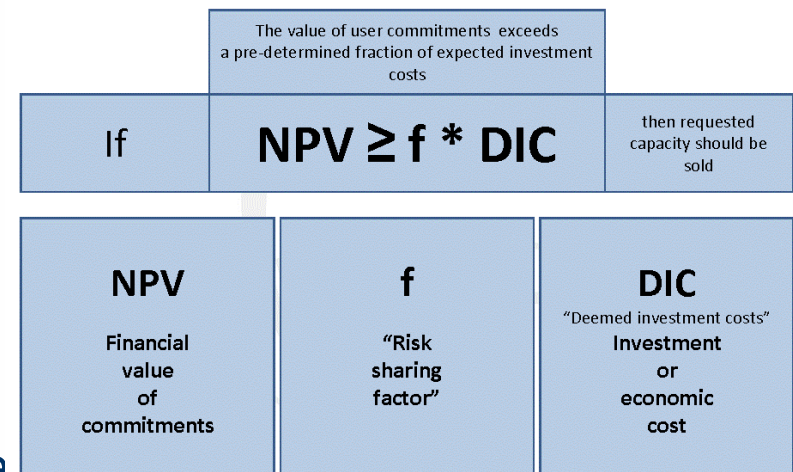 The value of user commitments exceeds
a pre-determined fraction of expected investment
costs
If
NPV ≥ f * DIC
then requested
capacity should be
sold
NPV
Financial
value
of
commitments
f
“Risk
sharing
factor”
DIC
“Deemed investment costs”
Investment
or
economic
cost